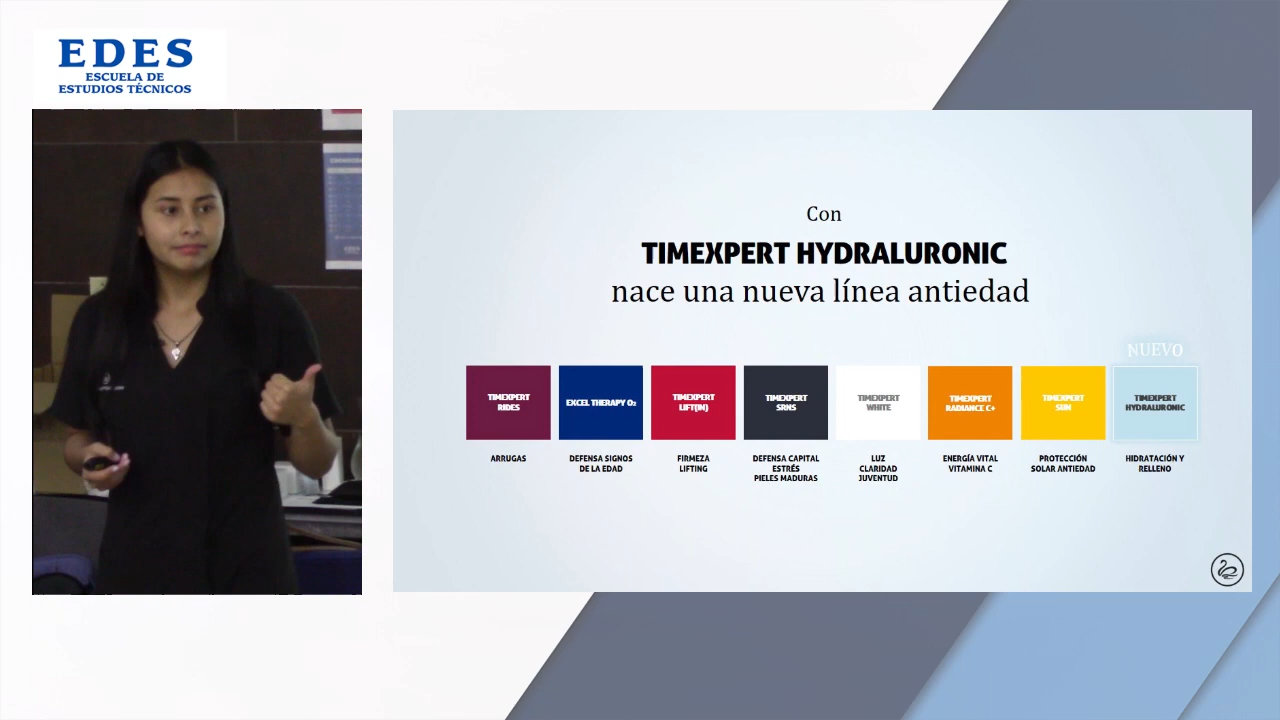 EDES
ESCUELA DE
ESTUDIOS TÉCNICOS
Con
TIMEXPERT HYDRALURONIC
nace una nueva línea antiedad
NUEVO
TIMEXPERT
RIDES
EXCEL THERAPY O₂
TIMEXPERT
LIFT(IN)
TIMEXPERT
SRNS
TIMEXPERT
WHITE
TIMEXPERT
RADIANCE C+
TIMEXPERT
SUN
TIMEXPERT
HYDRALURONIC
ARRUGAS
DEFENSA SIGNOS
DE LA EDAD
FIRMEZA
LIFTING
DEFENSA CAPITAL
ESTRÉS
PIELES MADURAS
LUZ
CLARIDAD
JUVENTUD
ENERGÍA VITAL
VITAMINA C
PROTECCIÓN
SOLAR ANTIEDAD
HIDRATACIÓN Y
RELLENO